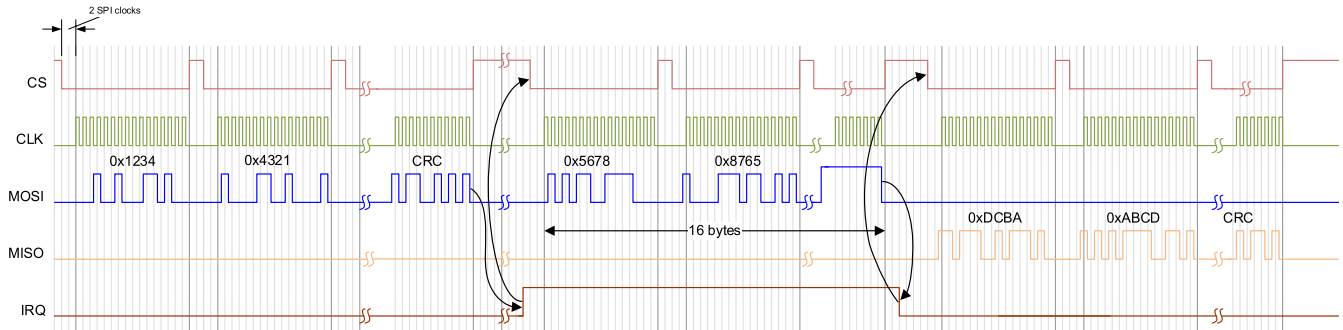 2 SPI clocks
CS
CLK
0x1234 0x4321 CRC 0x5678 0x8765
MOSI
0xDCBA 0xABCD CRC
16 bytes
MISO
IRQ